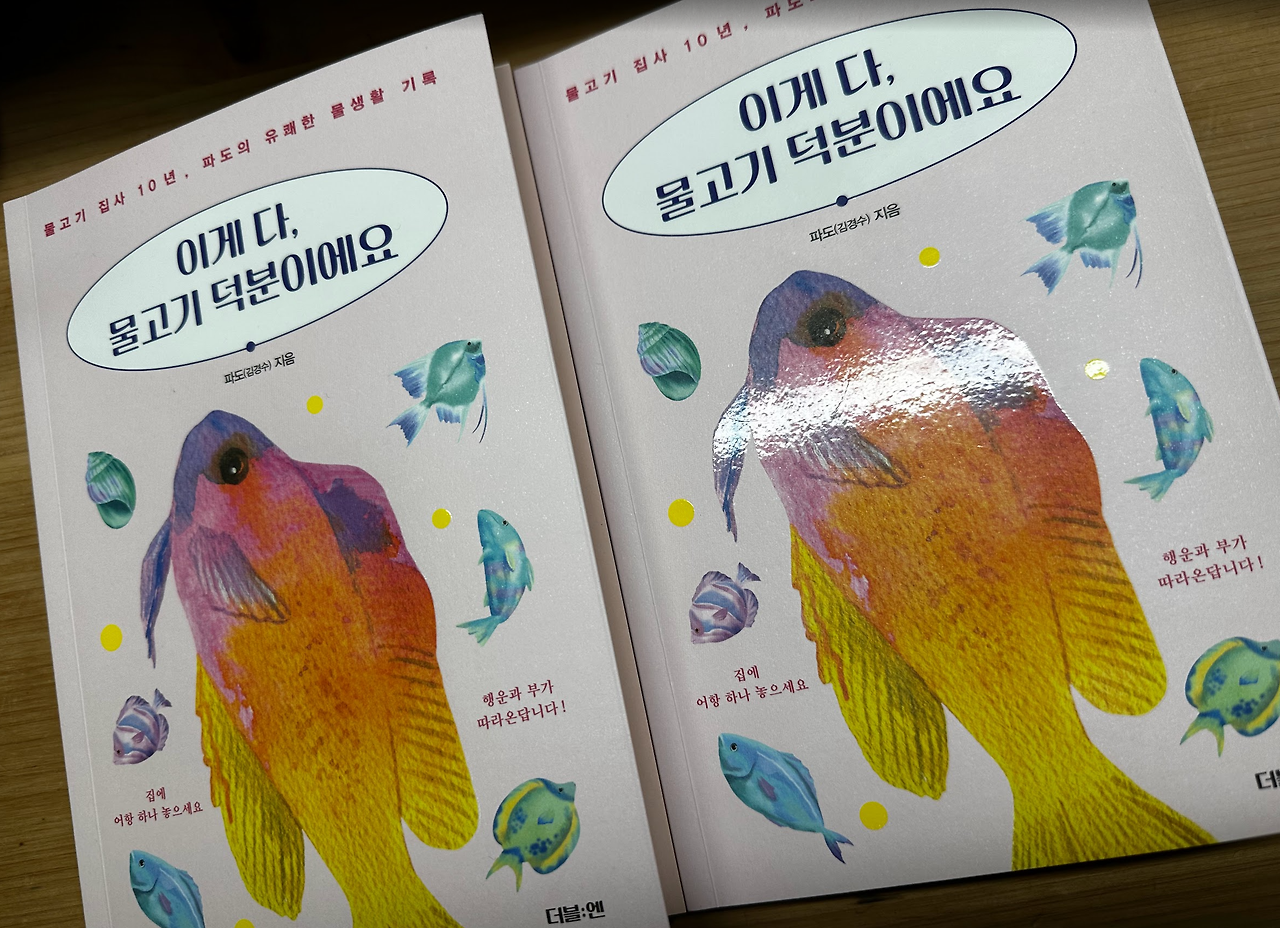 물고기 집사 10년, 파도의 유쾌한 물생활 기록
이게 다,
물고기 덕분이에요
파도(김경수) 지음
행운과 부가
따라온답니다!
집에
어항 하나 놓으세요
더블:엔
물고기 집사 10년, 파도
이게 다,
물고기 덕분이에요
파도(김경수) 지음
행운과 부가
따라온답니다!
집에
어항 하나 놓으세요
더블